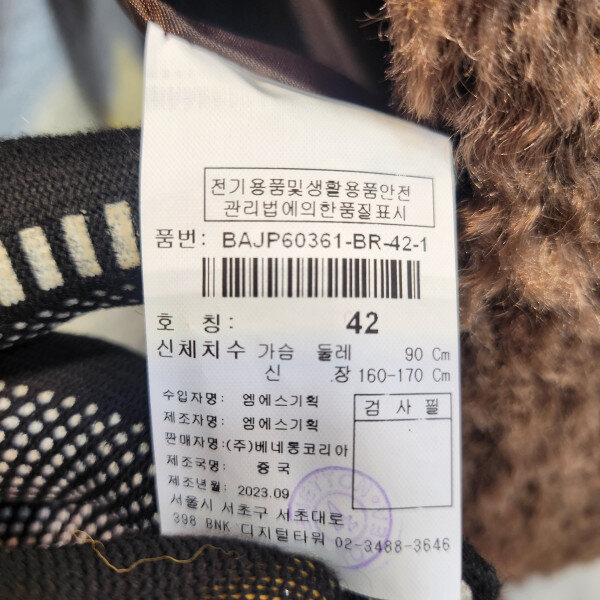 전기용품및생활용품안전
관리법에의한품질표시
품번: BAJP60361-BR-42-1
호 칭: 42
신체치수 가슴 둘레 90 Cm
신 장 160-170 Cm
수입자명: 엠에스기획
제조자명: 엠에스기획
판매자명: (주)베네통코리아
제조국명: 중국
제조년월: 2023.09
검사필
서울시 서초구 서초대로
398 BNK 디지털타워 02-3488-3646